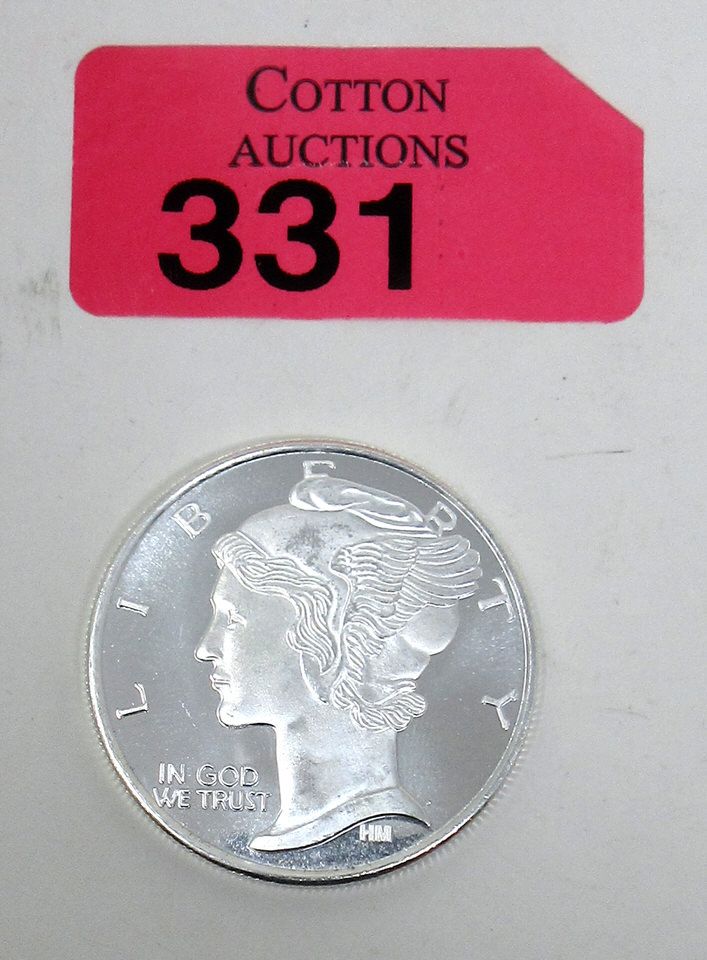 COTTON
AUCTIONS
331
LIBERTY
IN GOD
WE TRUST
HM